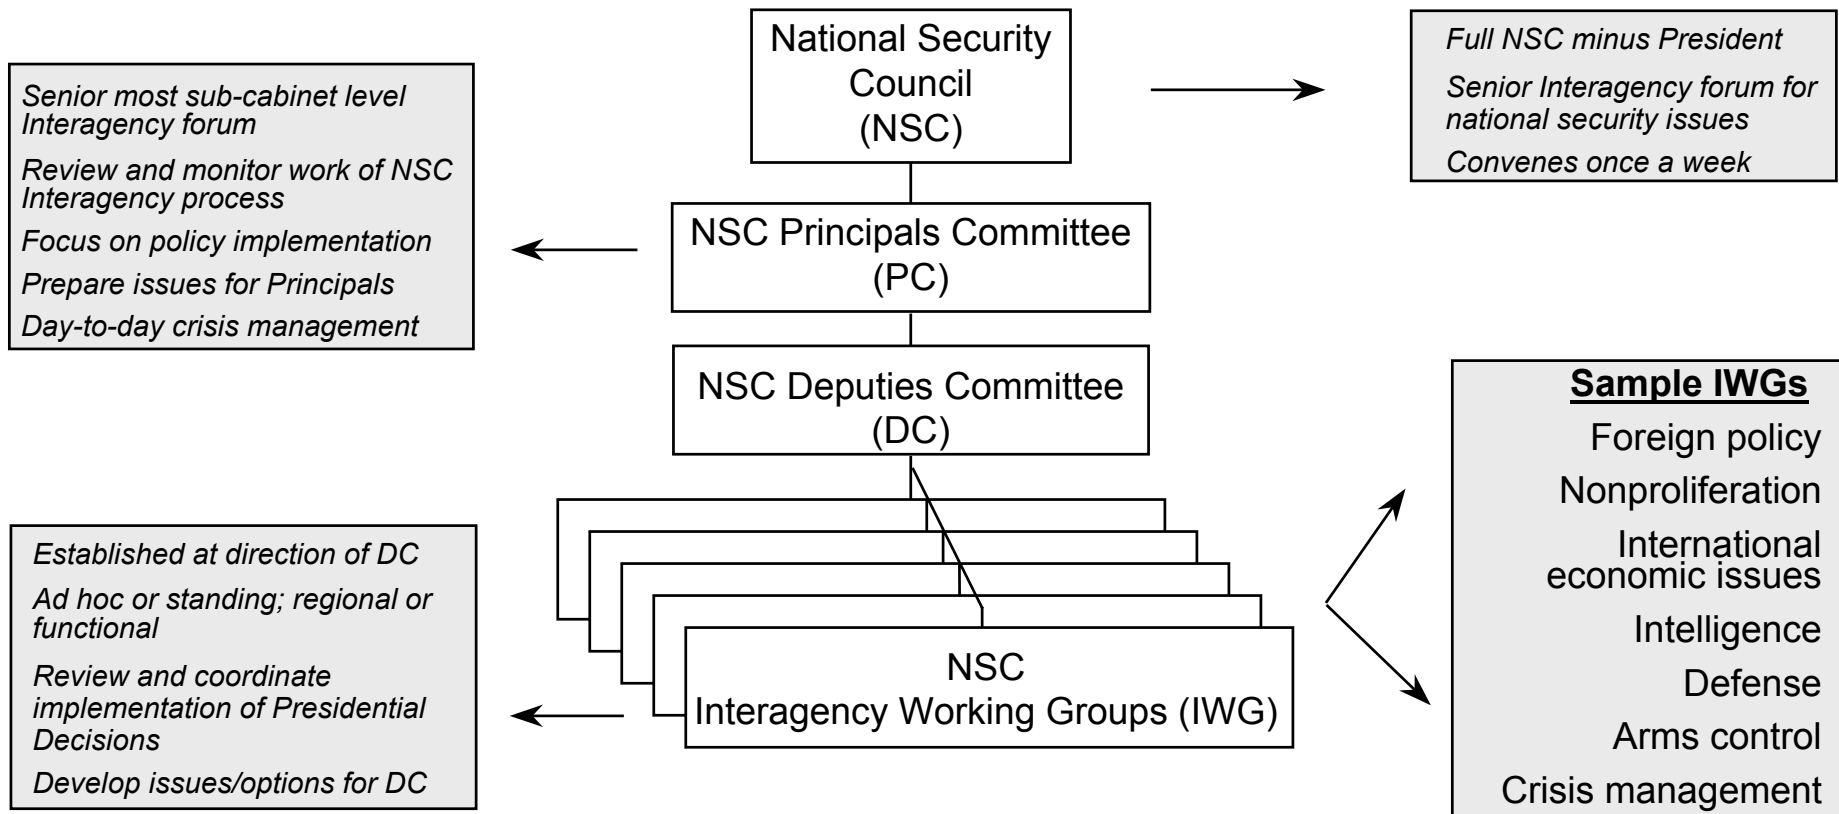 National Security
Council
(NSC)
Full NSC minus President
Senior Interagency forum for
national security issues
Convenes once a week
Senior most sub-cabinet level
Interagency forum
Review and monitor work of NSC
Interagency process
Focus on policy implementation
Prepare issues for Principals
Day-to-day crisis management
NSC Principals Committee
(PC)
NSC Deputies Committee
(DC)
Sample IWGs
Foreign policy
Nonproliferation
International
economic issues
Intelligence
Defense
Arms control
Crisis management
Established at direction of DC
Ad hoc or standing; regional or
functional
Review and coordinate
implementation of Presidential
Decisions
Develop issues/options for DC
NSC
Interagency Working Groups (IWG)